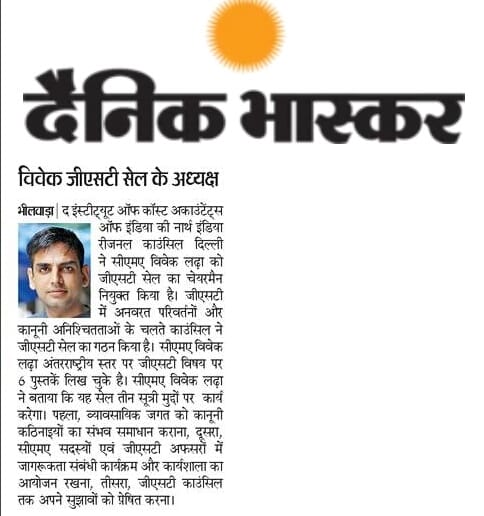 दैनिक भास्कर
विवेक जीएसटी सेल के अध्यक्ष
भीलवाड़ा| द इंस्टीट्यूट ऑफ कॉस्ट अकाउंटेंट्स
ऑफ इंडिया की नार्थ इंडिया
रीजनल काउंसिल दिल्ली
ने सीएमए विवेक लढ़ा को
जीएसटी सेल का चेयरमैन
नियुक्त किया है। जीएसटी
में अनवरत परिवर्तनों और
कानूनी अनिश्चितताओं के चलते काउंसिल ने
जीएसटी सेल का गठन किया है। सीएमए विवेक
लढ़ा अंतरराष्ट्रीय स्तर पर जीएसटी विषय पर
6 पुस्तकें लिख चुके है। सीएमए विवेक लढ़ा
ने बताया कि यह सेल तीन सूत्री मुद्दों पर कार्य
करेगा। पहला, व्यावसायिक जगत को कानूनी
कठिनाइयों का संभव समाधान कराना, दूसरा,
सीएमए सदस्यों एवं जीएसटी अफसरों में
जागरूकता संबंधी कार्यक्रम और कार्यशाला का
आयोजन रखना, तीसरा, जीएसटी काउंसिल
तक अपने सुझावों को प्रेषित करना।